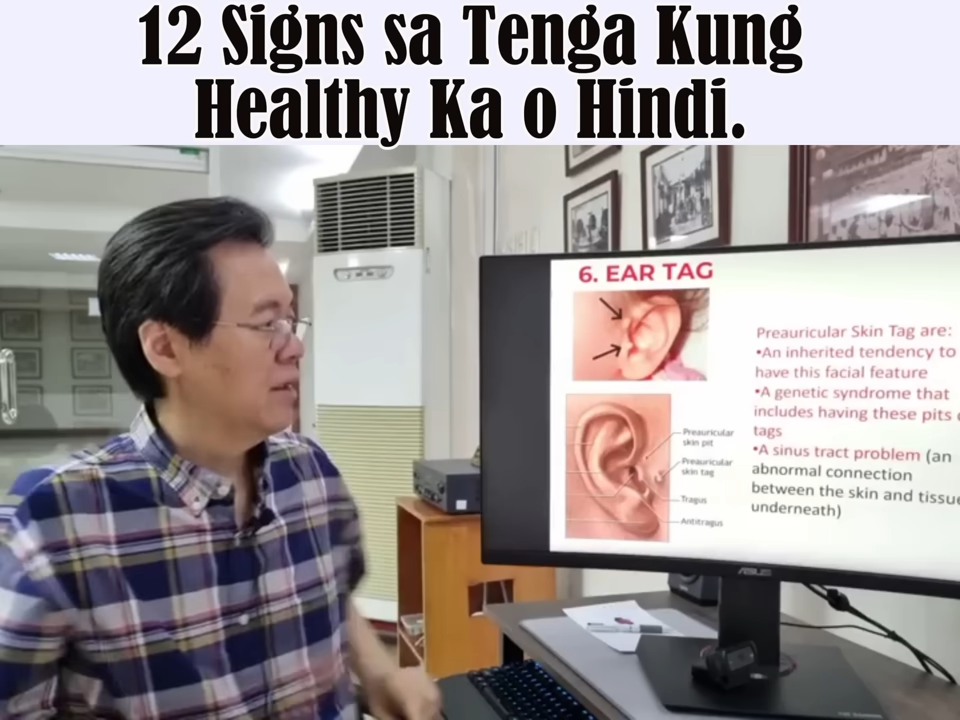 12 Signs sa Tenga Kung
Healthy Ka o Hindi.
6. EAR TAG
Preauricular
skin pit
Preauricular
skin tag
Tragus
Antitragus
Preauricular Skin Tag are:
•An inherited tendency to
have this facial feature
•A genetic syndrome that
includes having these pits
tags
•A sinus tract problem (an
abnormal connection
between the skin and tissue
underneath)
ASUS